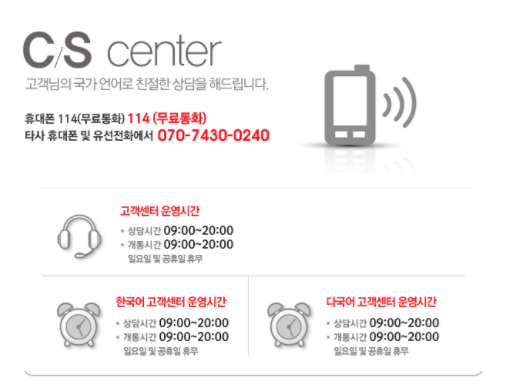 C/S center
고객님의 국가 언어로 친절한 상담을 해드립니다.
휴대폰 114(무료통화) 114 (무료통화)
타사 휴대폰 및 유선전화에서 070-7430-0240
고객센터 운영시간
• 상담시간 09:00~20:00
• 개통시간 09:00~20:00
일요일 및 공휴일 휴무
한국어 고객센터 운영시간
• 상담시간 09:00~20:00
• 개통시간 09:00~20:00
일요일 및 공휴일 휴무
다국어 고객센터 운영시간
• 상담시간 09:00~20:00
• 개통시간 09:00~20:00
일요일 및 공휴일 휴무